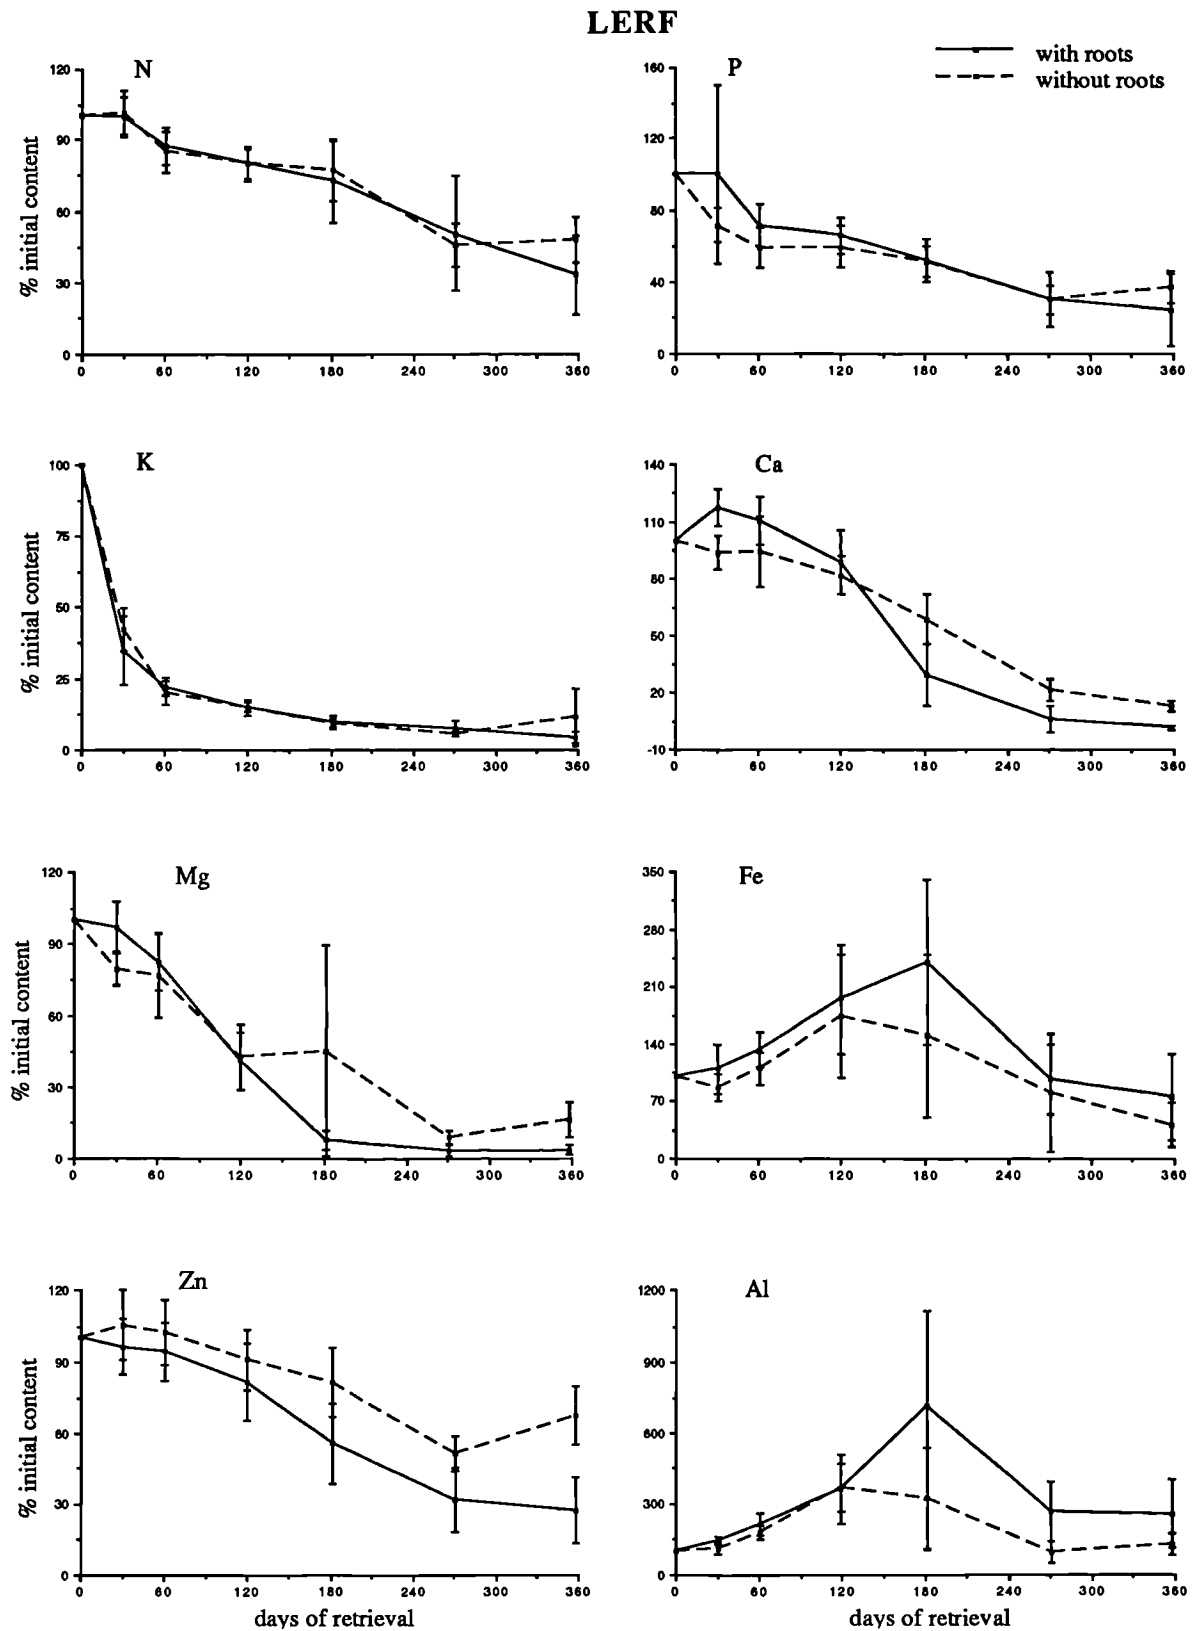 LERF
with roots
without roots
N
120
90
60
30
0
0 60 120 180 240 300 360
% initial content
P
160
120
80
40
0
0 60 120 180 240 300 360
K
100
75
50
25
0
0 60 120 180 240 300 360
% initial content
Ca
140
110
80
50
20
-10
0 60 120 180 240 300 360
Mg
120
90
60
30
0
0 60 120 180 240 300 360
% initial content
Fe
350
280
210
140
70
0
0 60 120 180 240 300 360
Zn
120
90
60
30
0
0 60 120 180 240 300 360
% initial content
days of retrieval
Al
1200
900
600
300
0
0 60 120 180 240 300 360
days of retrieval